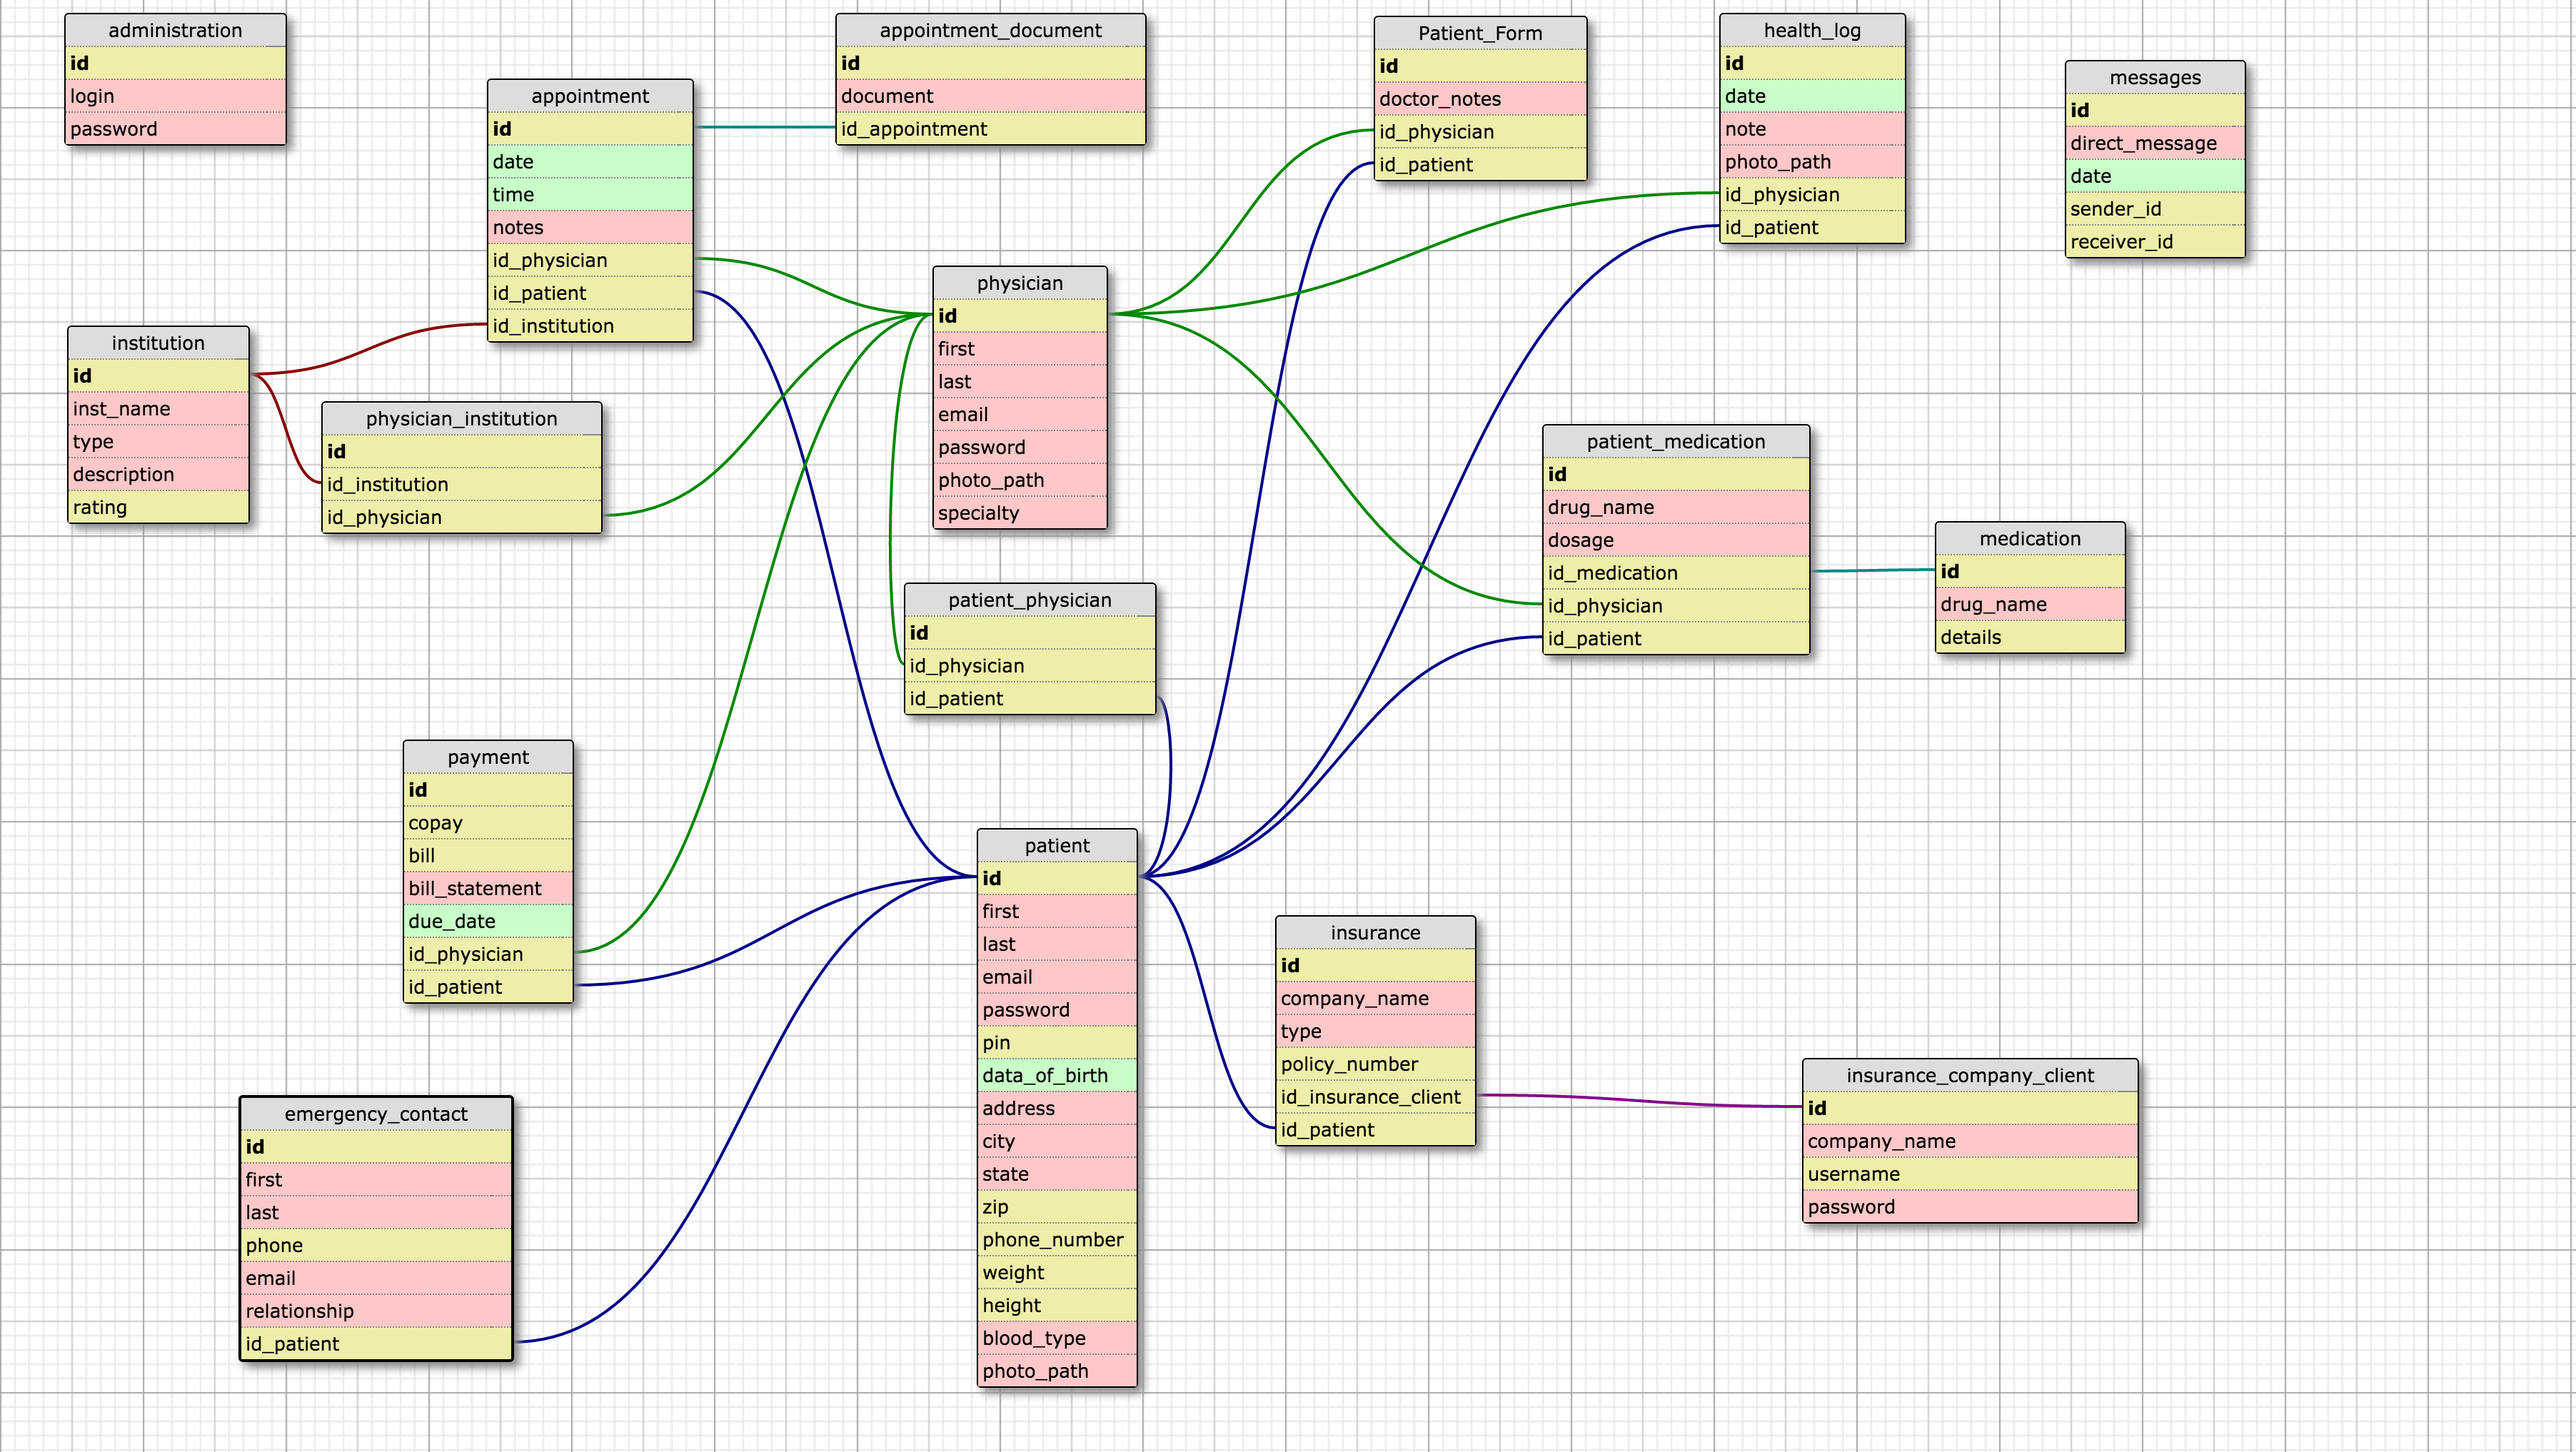 administration
id
login
password
appointment
id
date
time
notes
id_physician
id_patient
id_institution
appointment_document
id
document
id_appointment
Patient_Form
id
doctor_notes
id_physician
id_patient
health_log
id
date
note
photo_path
id_physician
id_patient
messages
id
direct_message
date
sender_id
receiver_id
institution
id
inst_name
type
description
rating
physician_institution
id
id_institution
id_physician
physician
id
first
last
email
password
photo_path
specialty
patient_medication
id
drug_name
dosage
id_medication
id_physician
id_patient
medication
id
drug_name
details
patient_physician
id
id_physician
id_patient
payment
id
copay
bill
bill_statement
due_date
id_physician
id_patient
patient
id
first
last
email
password
pin
data_of_birth
address
city
state
zip
phone_number
weight
height
blood_type
photo_path
insurance
id
company_name
type
policy_number
id_insurance_client
id_patient
insurance_company_client
id
company_name
username
password
emergency_contact
id
first
last
phone
email
relationship
id_patient